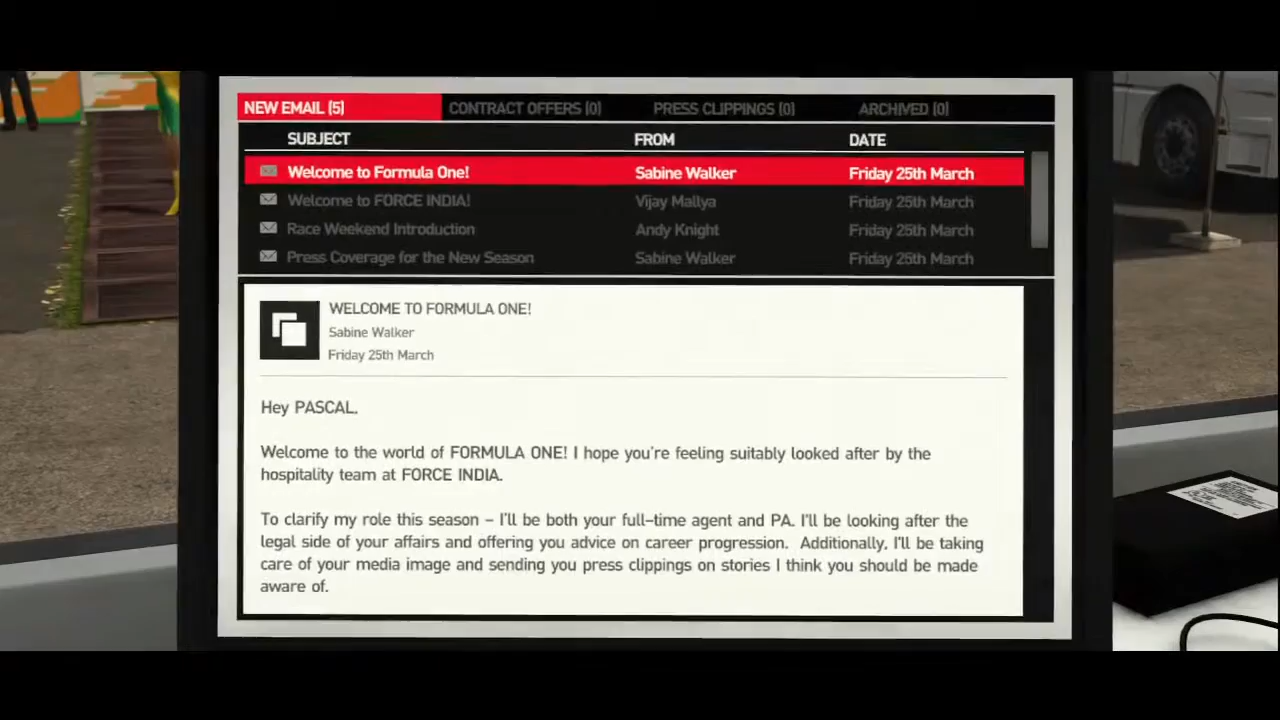 NEW EMAIL (5) CONTRACT OFFERS (0) PRESS CLIPPINGS (0) ARCHIVED (0)
SUBJECT FROM DATE
Welcome to Formula One! Sabine Walker Friday 25th March
Welcome to FORCE INDIA! Vijay Mallya Friday 25th March
Race Weekend Introduction Andy Knight Friday 25th March
Press Coverage for the New Season Sabine Walker Friday 25th March
WELCOME TO FORMULA ONE!
Sabine Walker
Friday 25th March
Hey PASCAL,
Welcome to the world of FORMULA ONE! I hope you're feeling suitably looked after by the
hospitality team at FORCE INDIA.
To clarify my role this season – I'll be both your full-time agent and PA. I'll be looking after the
legal side of your affairs and offering you advice on career progression. Additionally, I'll be taking
care of your media image and sending you press clippings on stories I think you should be made
aware of.